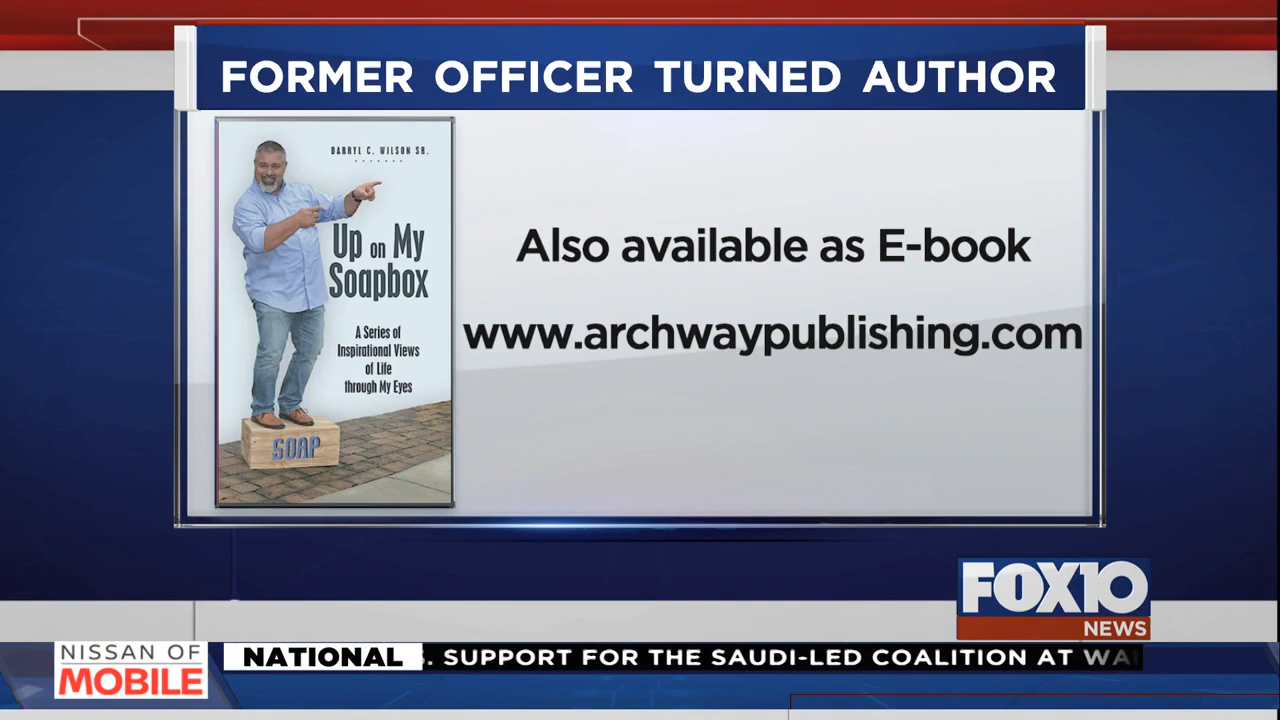 FORMER OFFICER TURNED AUTHOR
DARRYL C. WILSON SR.
Up on My
Soapbox
A Series of
Inspirational Views
of Life
through My Eyes
SOAP
Also available as E-book
www.archwaypublishing.com
FOX10
NEWS
NISSAN OF
MOBILE
NATIONAL
. SUPPORT FOR THE SAUDI-LED COALITION AT